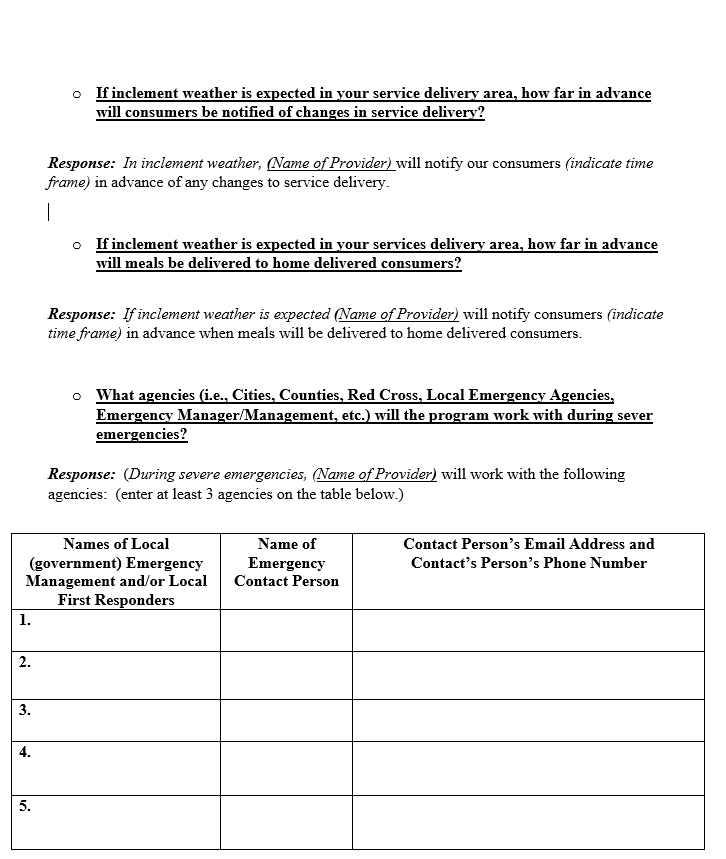 o If inclement weather is expected in your service delivery area, how far in advance
will consumers be notified of changes in service delivery?
Response: In inclement weather, (Name of Provider) will notify our consumers (indicate time
frame) in advance of any changes to service delivery.
o If inclement weather is expected in your services delivery area, how far in advance
will meals be delivered to home delivered consumers?
Response: If inclement weather is expected (Name of Provider) will notify consumers (indicate
time frame) in advance when meals will be delivered to home delivered consumers.
o What agencies (i.e., Cities, Counties, Red Cross, Local Emergency Agencies,
Emergency Manager/Management, etc.) will the program work with during sever
emergencies?
Response: (During severe emergencies, (Name of Provider) will work with the following
agencies: (enter at least 3 agencies on the table below.)
Names of Local
(government) Emergency
Management and/or Local
First Responders
Name of
Emergency
Contact Person
Contact Person’s Email Address and
Contact’s Person’s Phone Number
1.
2.
3.
4.
5.